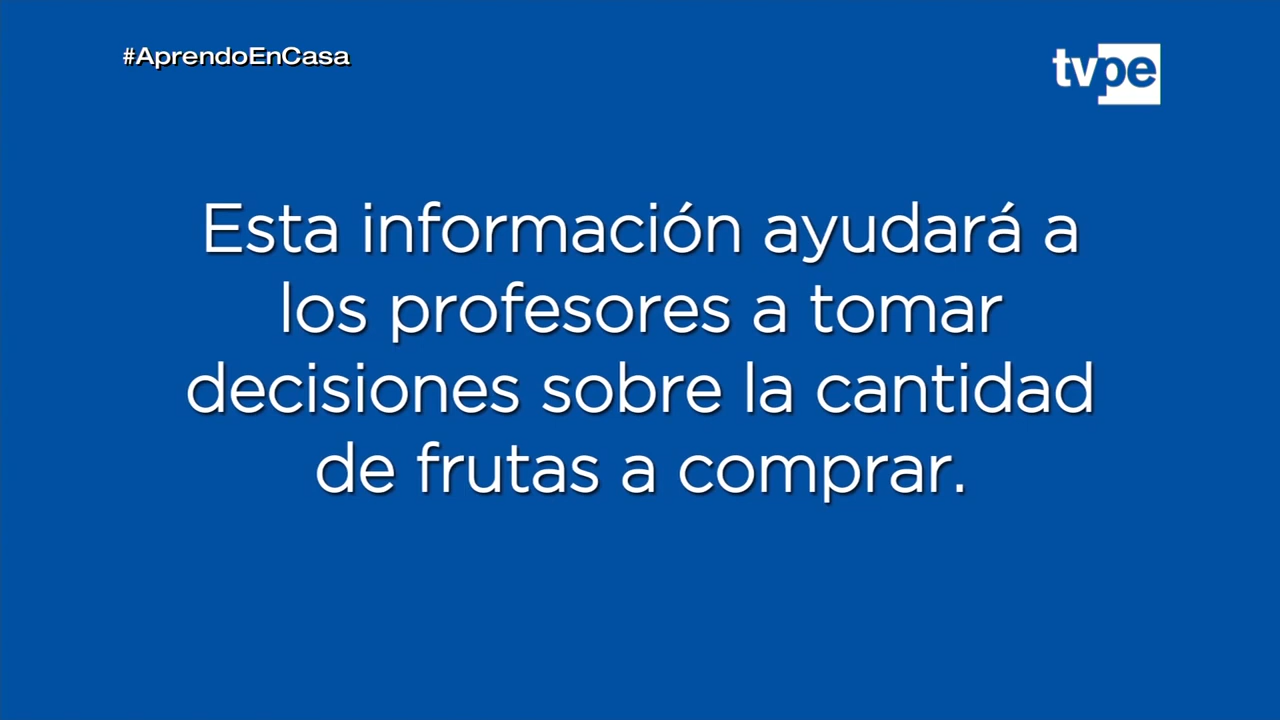 #AprendoEnCasa
tvpe
Esta información ayudará a
los profesores a tomar
decisiones sobre la cantidad
de frutas a comprar.